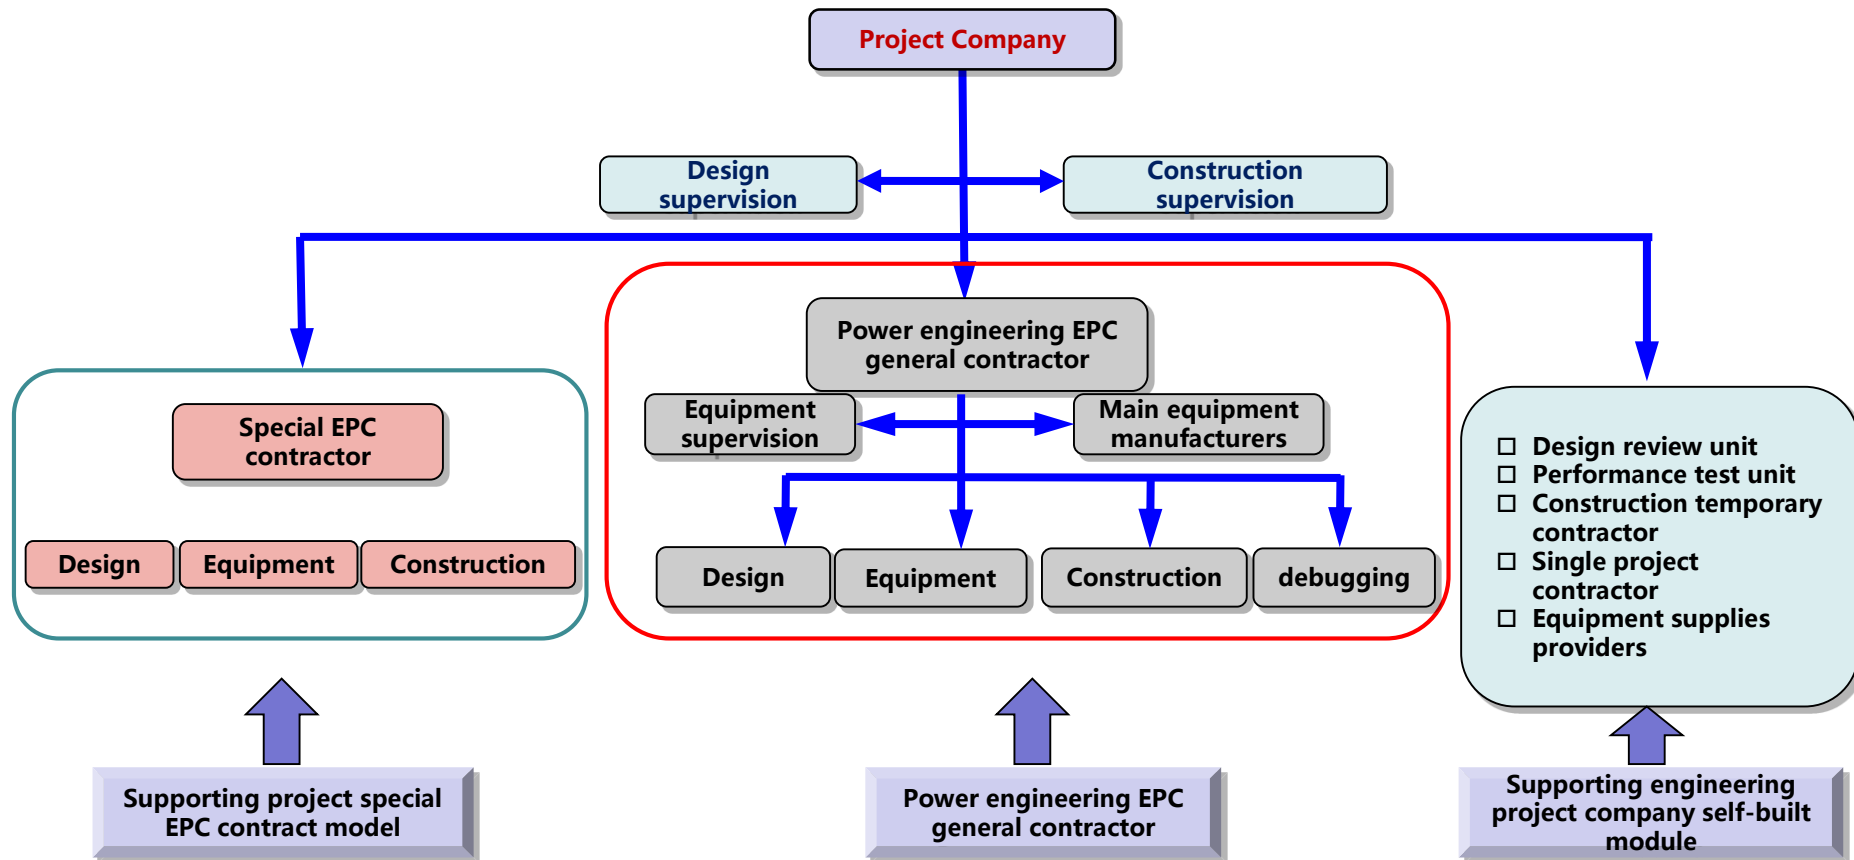 Project Company
Design
supervision
Construction
supervision
Power engineering EPC
general contractor
Equipment
supervision
Main equipment
manufacturers
Special EPC
contractor
Design
Equipment
Construction
Design
Equipment
Construction
debugging
Design review unit
Performance test unit
Construction temporary
contractor
Single project
contractor
Equipment supplies
providers
Supporting project special
EPC contract model
Power engineering EPC
general contractor
Supporting engineering
project company self-built
module